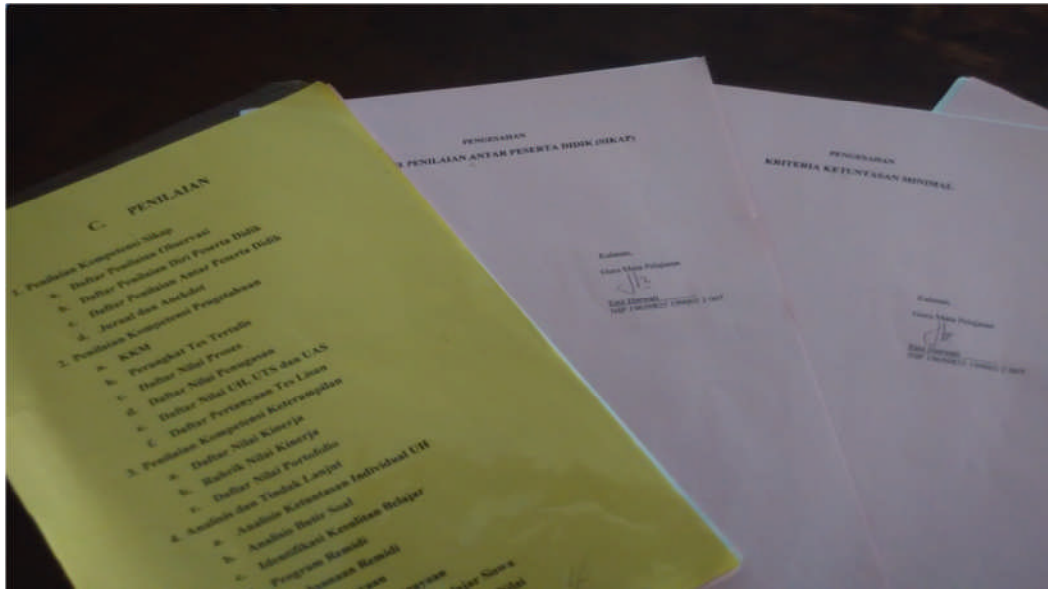 C. PENILAIAN
1. Penilaian Kompetensi Sikap
a. Daftar Penilaian Observasi
b. Daftar Penilaian Diri Peserta Didik
c. Daftar Penilaian Antar Peserta Didik
d. Jurnal dan Anekdot
2. Penilaian Kompetensi Pengetahuan
a. KKM
b. Perangkat Tes Tertulis
c. Daftar Nilai Proses
d. Daftar Nilai Penugasan
e. Daftar Nilai UH, UTS dan UAS
f. Daftar Pertanyaan Tes Lisan
3. Penilaian Kompetensi Keterampilan
a. Daftar Nilai Kinerja
b. Rubrik Nilai Kinerja
c. Daftar Nilai Portofolio
4. Analisis dan Tindak Lanjut
a. Analisis Ketuntasan Individual UH
b. Analisis Butir Soal
c. Identifikasi Kesulitan Belajar
Program Remidi
Remidi
PENGESAHAN
PENILAIAN ANTAR PESERTA DIDIK (SIKAP)
Guru Mata Pelajaran
PENGESAHAN
KRITERIA KETUNTASAN MINIMAL
Guru Mata Pelajaran